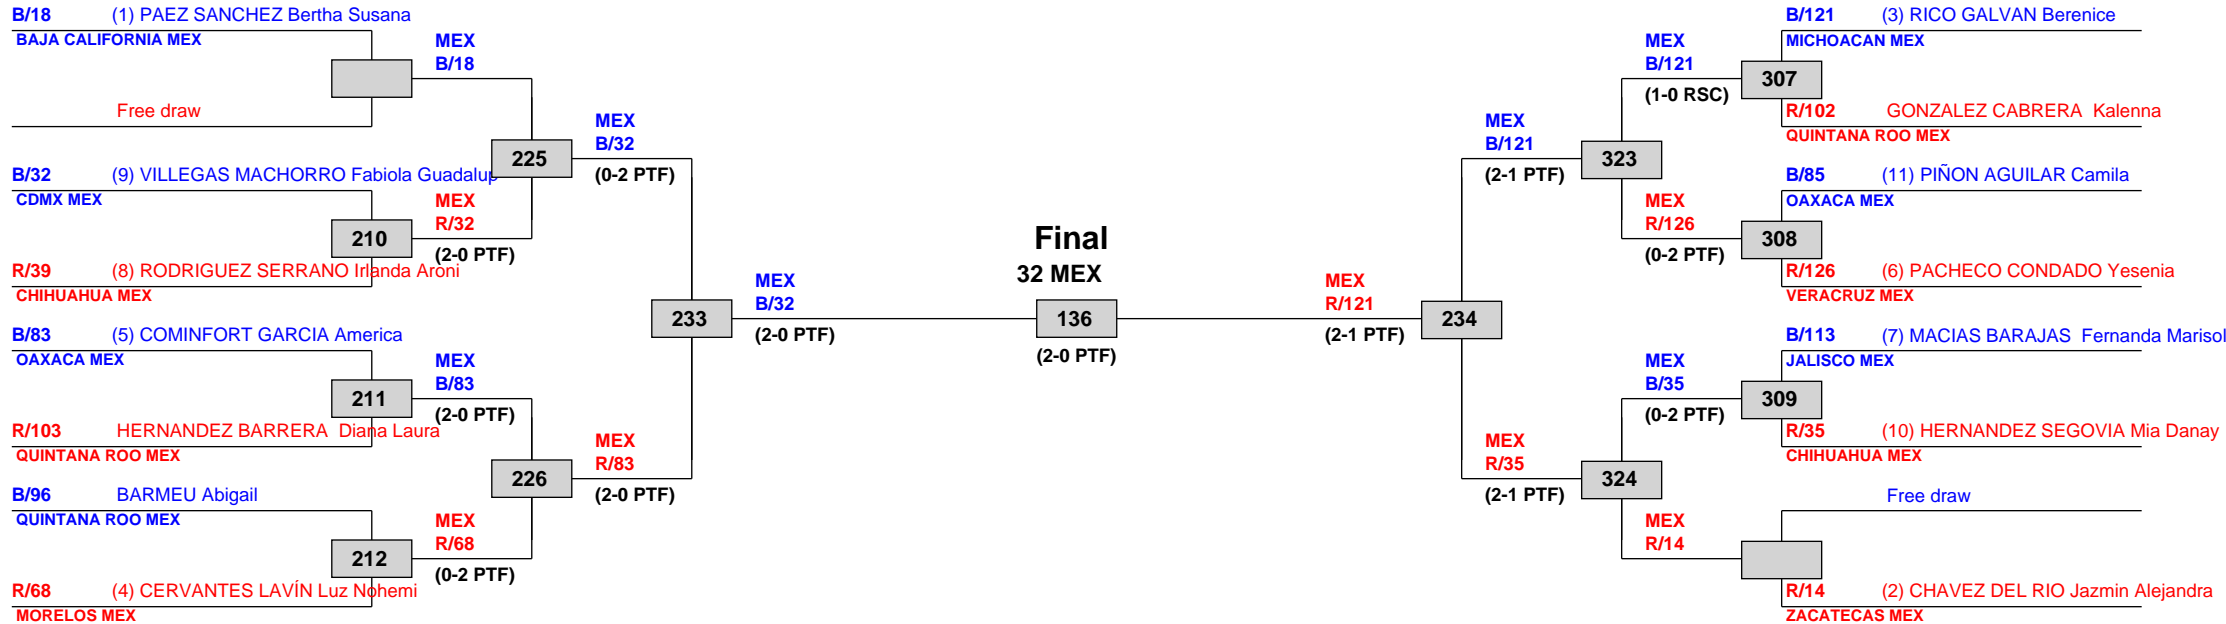 B/18 (1) PAEZ SANCHEZ Bertha Susana
BAJA CALIFORNIA MEX
Free draw
MEX
B/18
B/32 (9) VILLEGAS MACHORRO Fabiola Guadalup
CDMX MEX
210
R/39 (8) RODRIGUEZ SERRANO Irlanda Aroni
CHIHUAHUA MEX
MEX
R/32
(2-0 PTF)
225
MEX
B/32
(0-2 PTF)
B/83 (5) COMINFORT GARCIA America
OAXACA MEX
211
R/103 HERNANDEZ BARRERA Diana Laura
QUINTANA ROO MEX
MEX
B/83
(2-0 PTF)
B/96 BARMEU Abigail
QUINTANA ROO MEX
212
R/68 (4) CERVANTES LAVÍN Luz Nohemi
MORELOS MEX
MEX
R/68
(0-2 PTF)
226
MEX
R/83
(2-0 PTF)
233
MEX
B/32
(2-0 PTF)
Final
32 MEX
136
(2-0 PTF)
MEX
R/121
(2-1 PTF)
234
MEX
B/121
(2-1 PTF)
323
MEX
B/121
(1-0 RSC)
307
B/121 (3) RICO GALVAN Berenice
MICHOACAN MEX
R/102 GONZALEZ CABRERA Kalenna
QUINTANA ROO MEX
MEX
R/126
(0-2 PTF)
308
B/85 (11) PIÑON AGUILAR Camila
OAXACA MEX
R/126 (6) PACHECO CONDADO Yesenia
VERACRUZ MEX
MEX
R/35
(2-1 PTF)
324
MEX
B/35
(0-2 PTF)
309
B/113 (7) MACIAS BARAJAS Fernanda Marisol
JALISCO MEX
R/35 (10) HERNANDEZ SEGOVIA Mia Danay
CHIHUAHUA MEX
MEX
R/14
Free draw
R/14 (2) CHAVEZ DEL RIO Jazmin Alejandra
ZACATECAS MEX